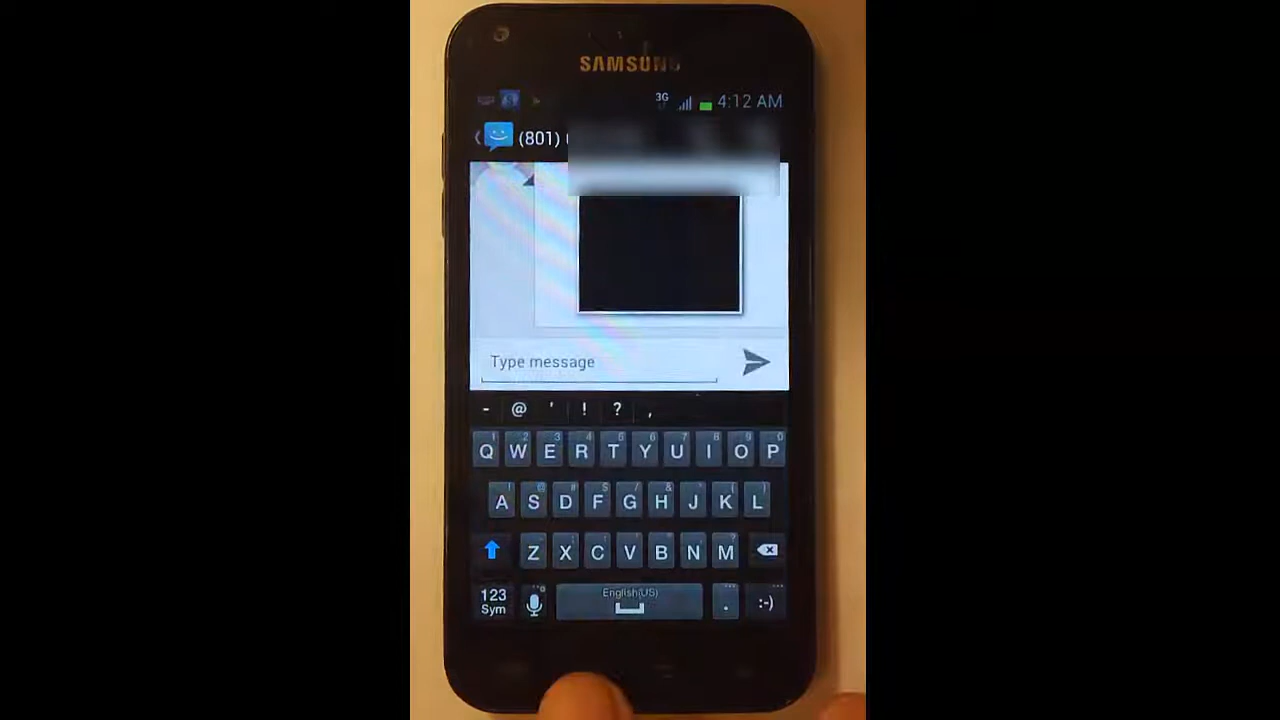 SAMSUNG
3G 4:12 AM
(801)
Type message
- @ ' ! ? ,
Q W E R T Y U I O P
A S D F G H J K L
Z X C V B N M
123
Sym
English(US)
. :-)